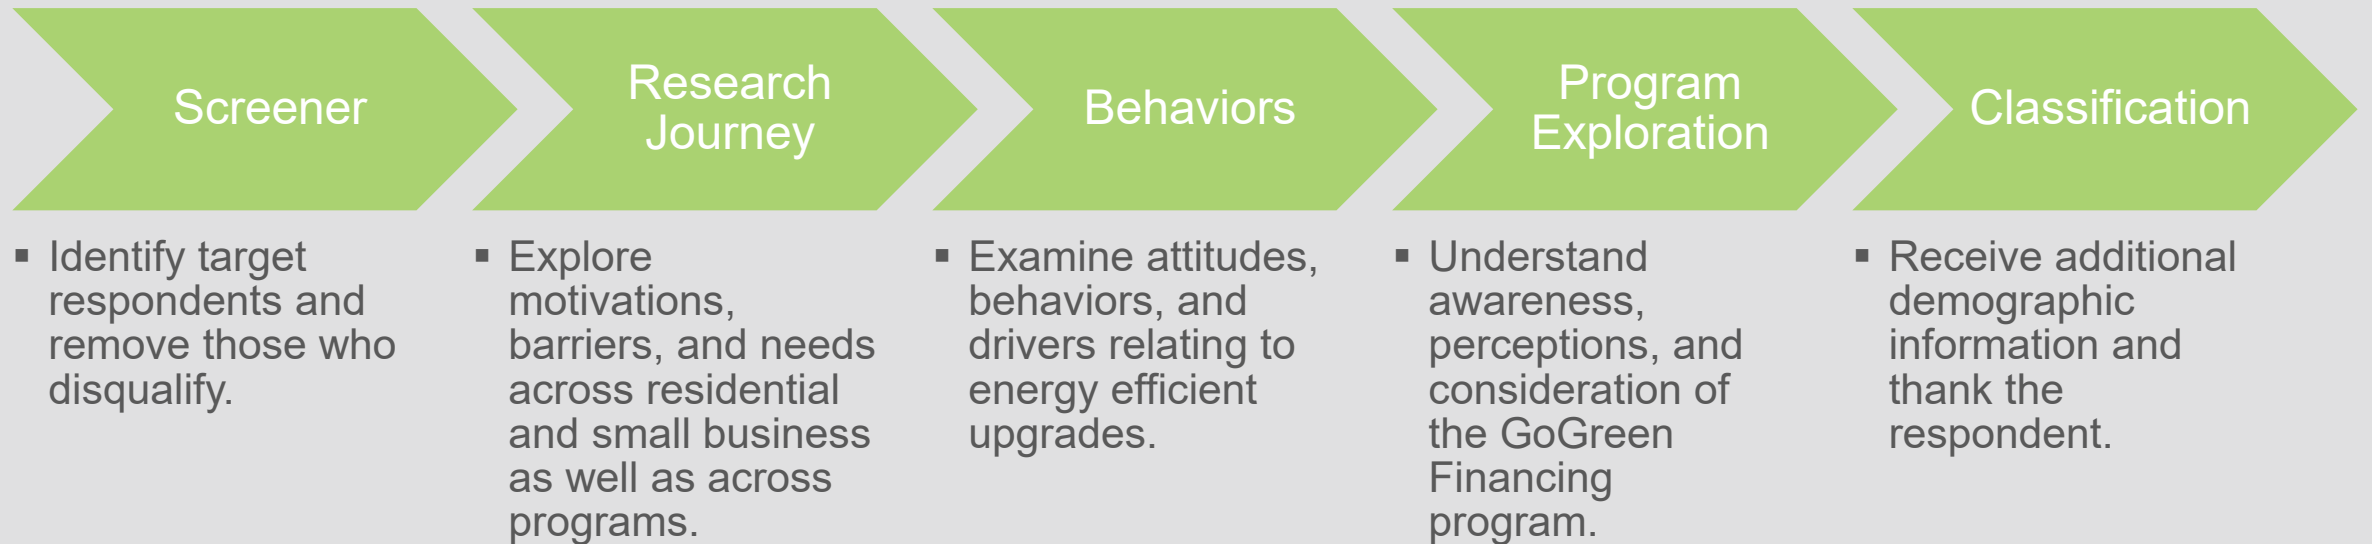 Screener
Research
Journey
Behaviors
Program
Exploration
Classification
▪ Identify target
respondents and
remove those who
disqualify.
▪ Explore
motivations,
barriers, and needs
across residential
and small business
as well as across
programs.
▪ Examine attitudes,
behaviors, and
drivers relating to
energy efficient
upgrades.
▪ Understand
awareness,
perceptions, and
consideration of
the GoGreen
Financing
program.
▪ Receive additional
demographic
information and
thank the
respondent.